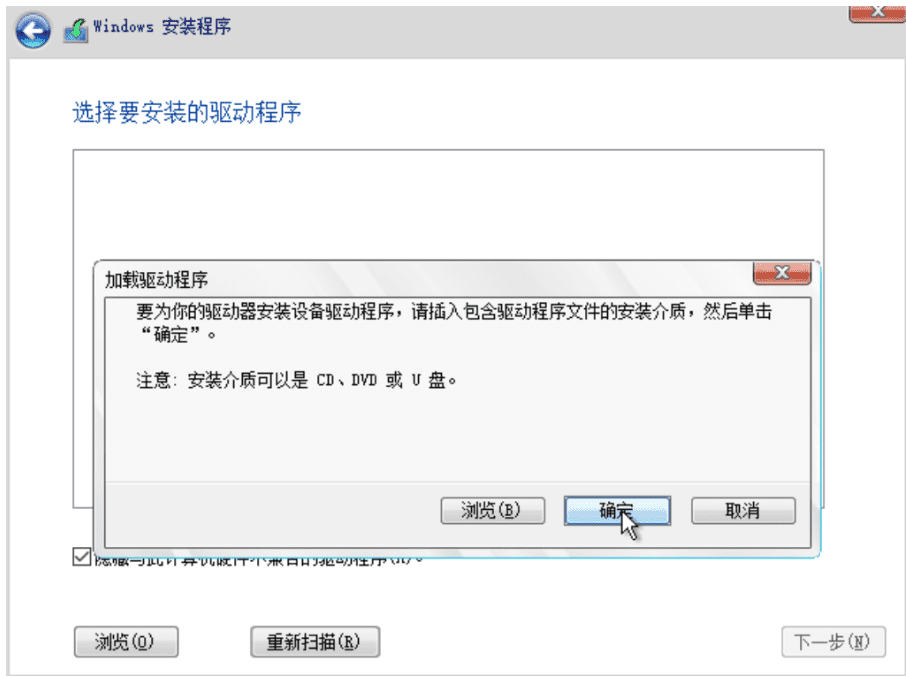 Windows 安装程序
选择要安装的驱动程序
加载驱动程序
要为你的驱动器安装设备驱动程序，请插入包含驱动程序文件的安装介质，然后单击
“确定”。
注意: 安装介质可以是 CD、DVD 或 U 盘。
浏览(B)
确定
取消
隐藏与此计算机硬件不兼容的驱动程序(H)。
浏览(O)
重新扫描(R)
下一步(N)